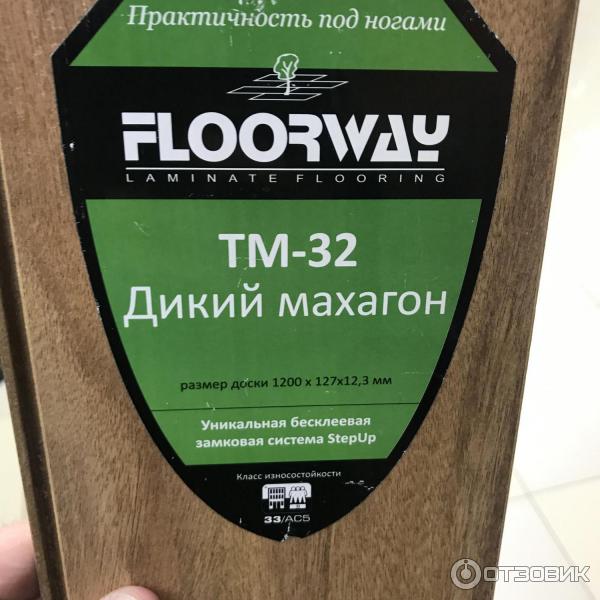 Практичность под ногами
FLOORWAY
LAMINATE FLOORING
ТМ-32
Дикий махагон
размер доски 1200 х 127х12,3 мм
Уникальная бесклеевая
замковая система StepUp
Класс износостойкости
33/AC5
ОТЗОВИК